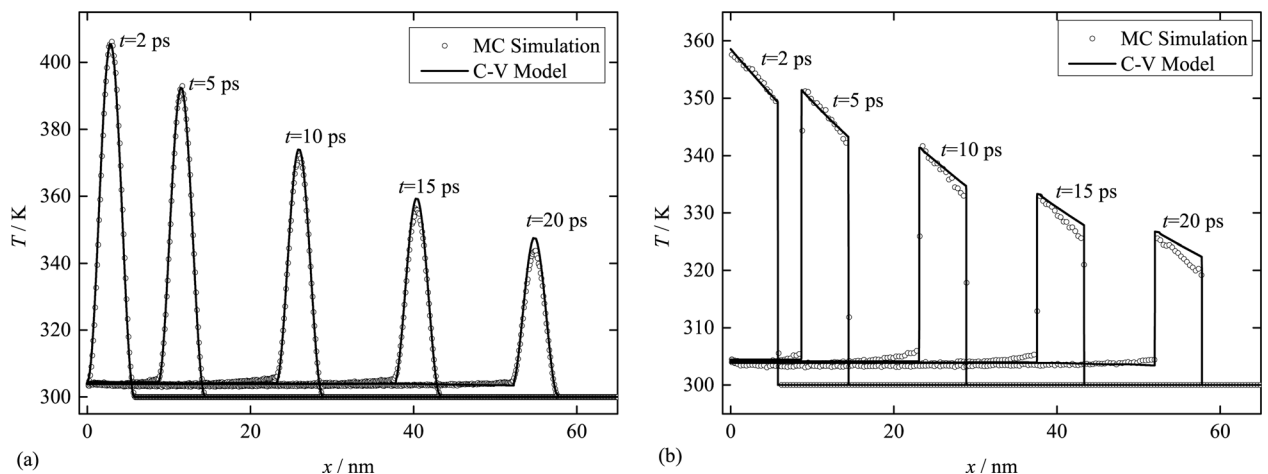 MC Simulation
C-V Model
t=2 ps
t=5 ps
t=10 ps
t=15 ps
t=20 ps
400
380
360
340
320
300
T / K
0
20
40
60
x / nm
(a)
MC Simulation
C-V Model
t=2 ps
t=5 ps
t=10 ps
t=15 ps
t=20 ps
360
350
340
330
320
310
300
T / K
0
20
40
60
x / nm
(b)